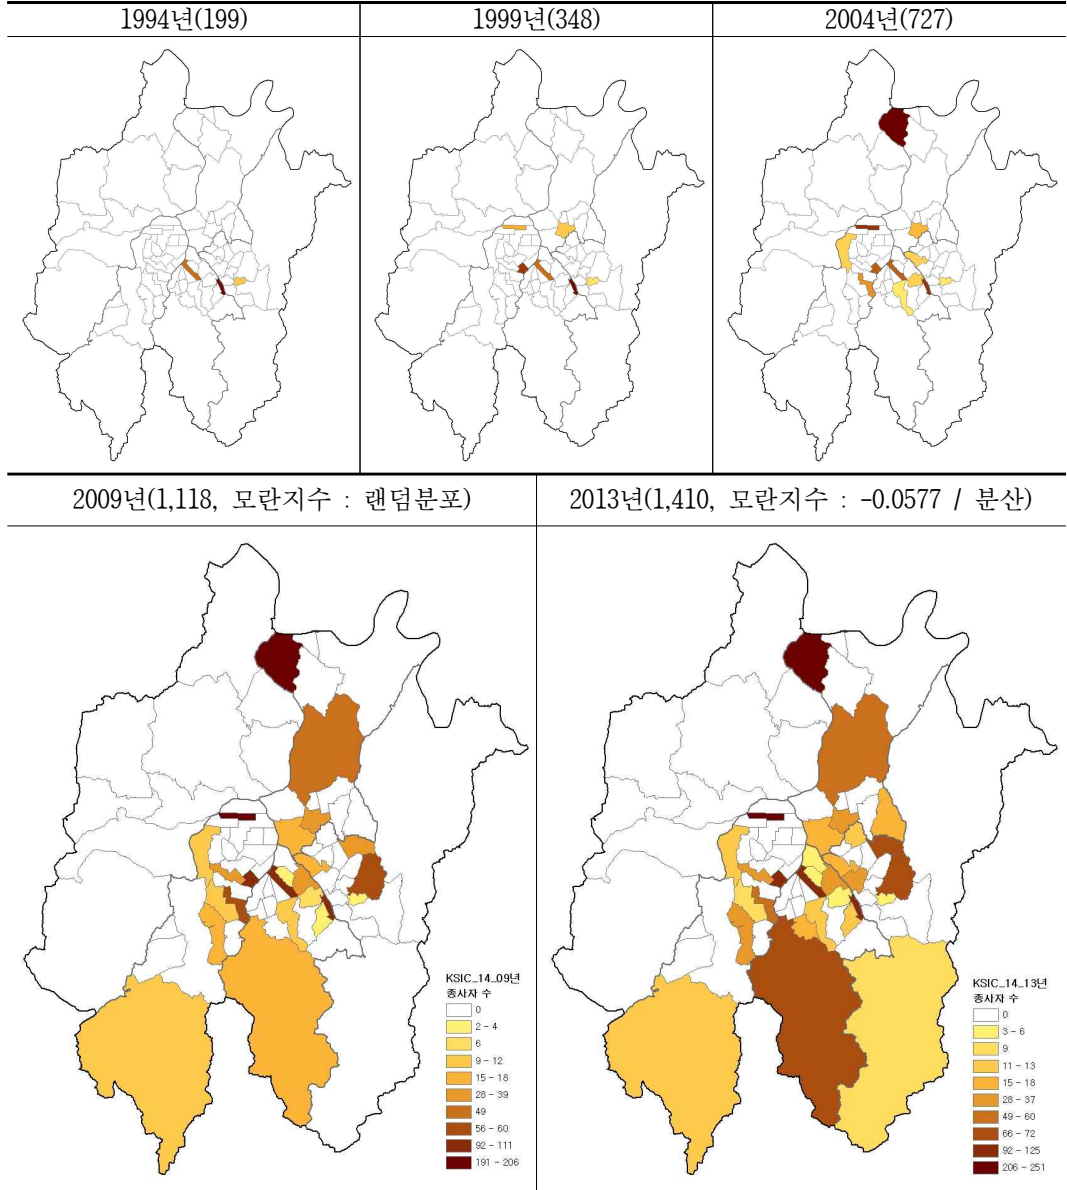 1994년(199)
1999년(348)
2004년(727)
2009년(1,118, 모란지수 : 랜덤분포)
2013년(1,410, 모란지수 : -0.0577 / 분산)
KSIC_14_09년
종사자 수
0
2 - 4
6
9 - 12
15 - 18
28 - 39
49
56 - 60
92 - 111
191 - 206
KSIC_14_13년
종사자 수
0
3 - 6
9
11 - 13
15 - 18
28 - 37
49 - 60
66 - 72
92 - 125
206 - 251